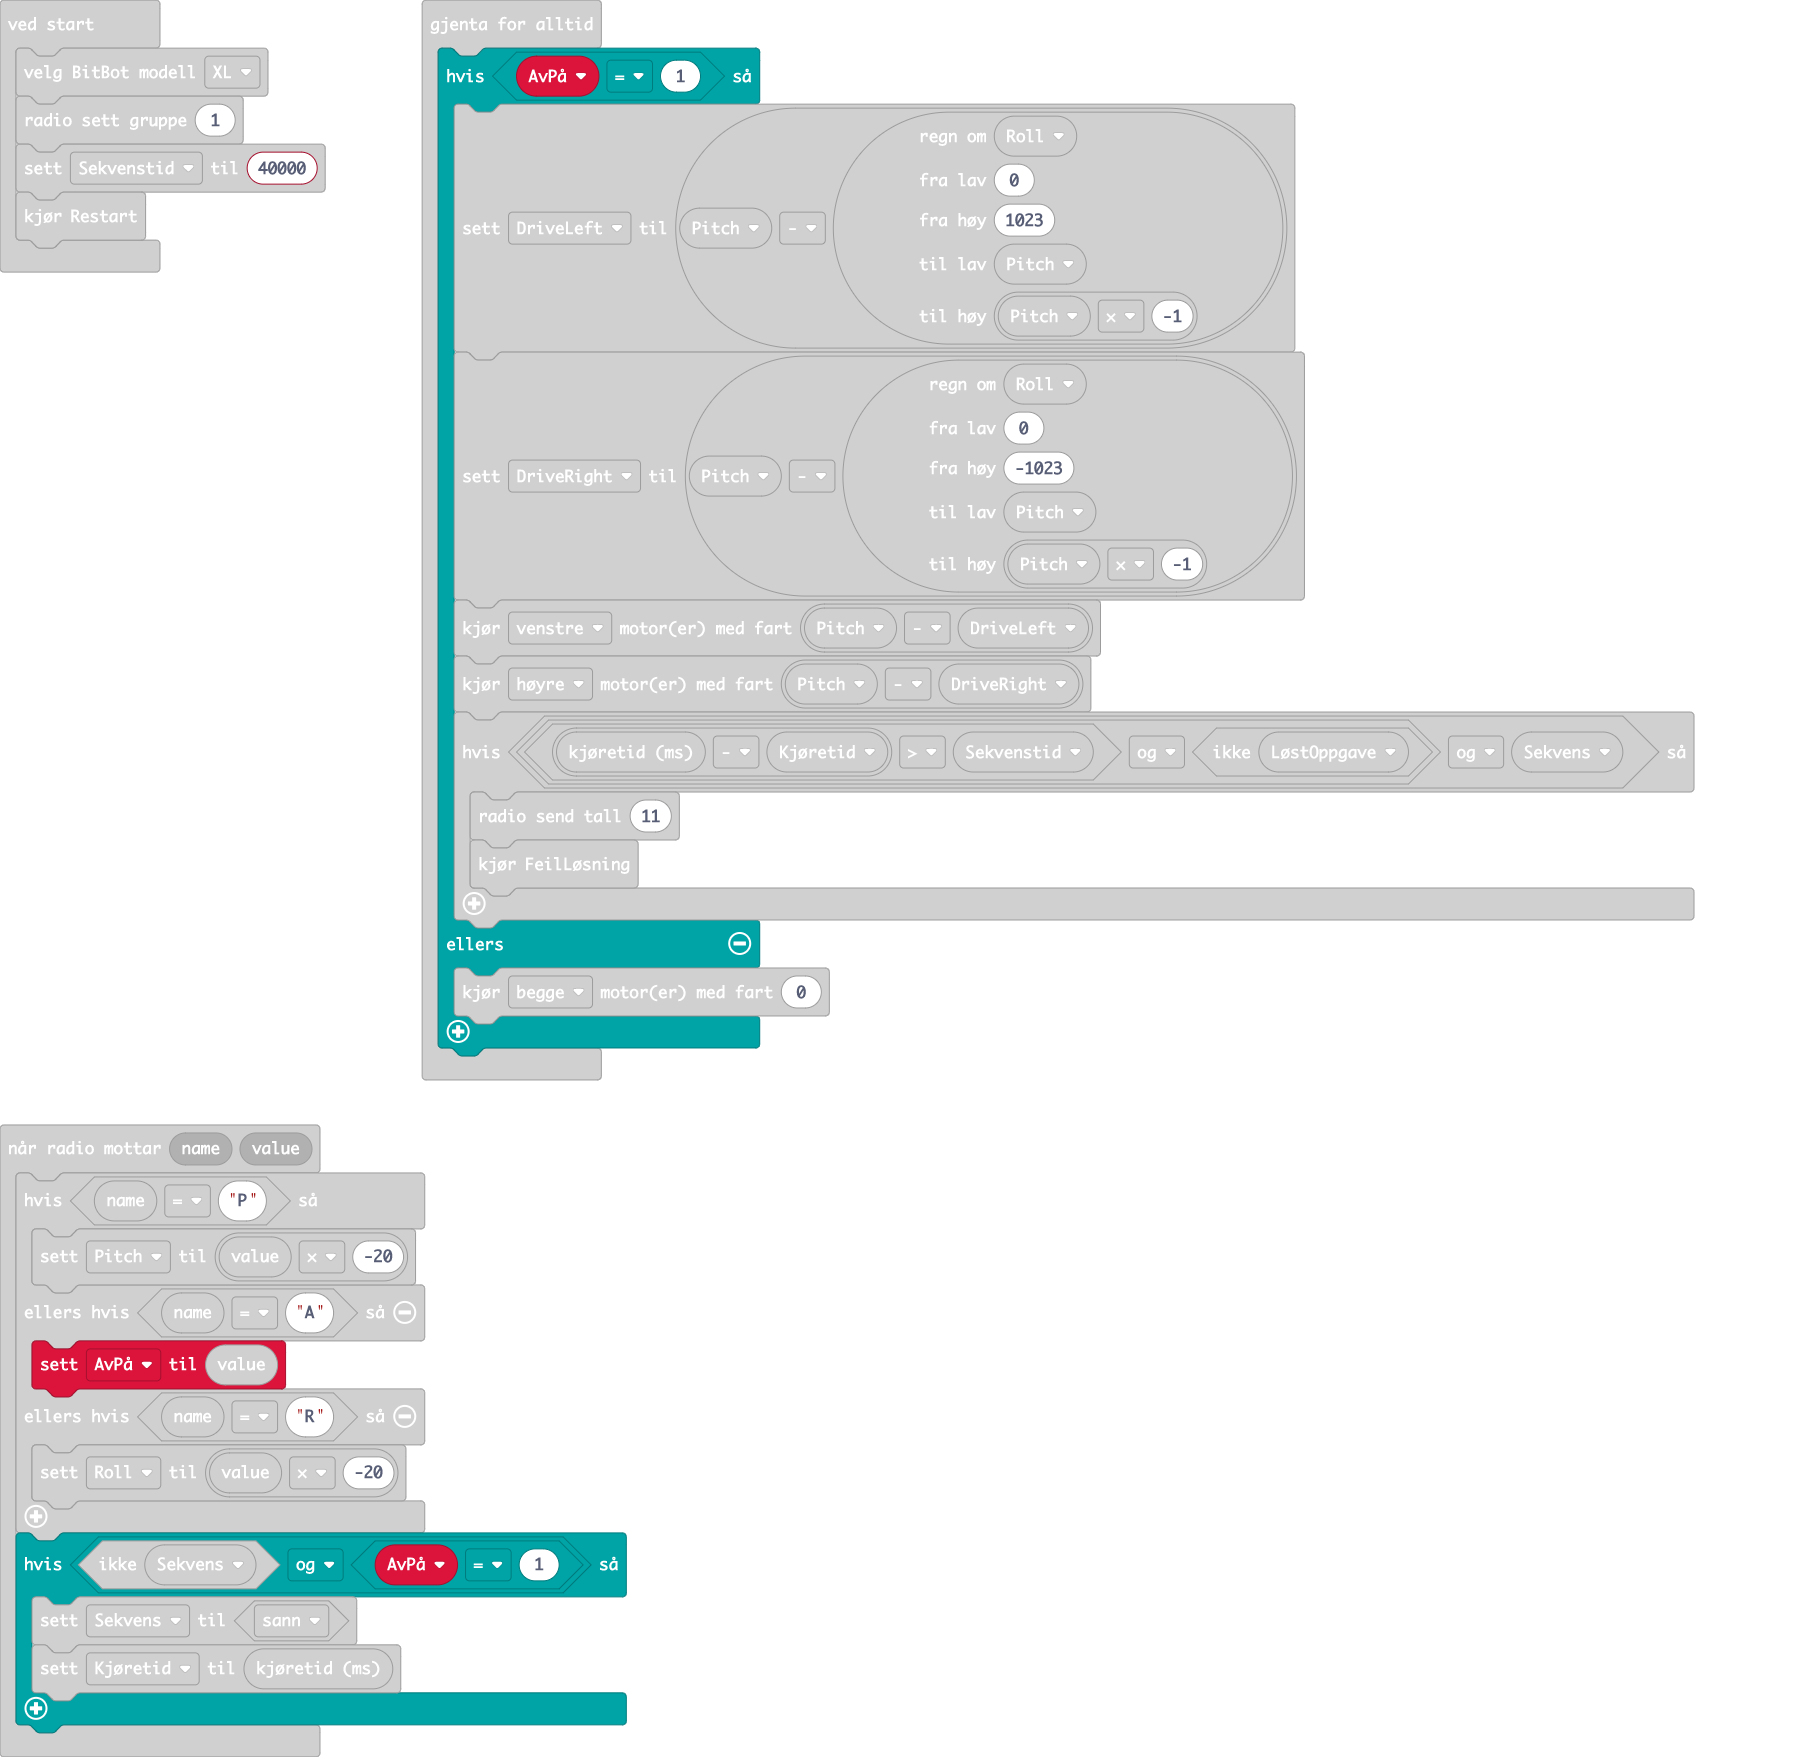 ved start
velg BitBot modell XL
radio sett gruppe 1
sett Sekvenstid til 40000
kjør Restart
gjenta for alltid
hvis AvPå = 1 så
regn om Roll
fra lav 0
fra høy 1023
sett DriveLeft til Pitch -
til lav Pitch
til høy Pitch × -1
regn om Roll
fra lav 0
fra høy -1023
sett DriveRight til Pitch -
til lav Pitch
til høy Pitch × -1
kjør venstre motor(er) med fart Pitch - DriveLeft
kjør høyre motor(er) med fart Pitch - DriveRight
hvis kjøretid (ms) - Kjøretid > Sekvenstid og ikke LøstOppgave og Sekvens så
radio send tall 11
kjør FeilLøsning
ellers
kjør begge motor(er) med fart 0
når radio mottar name value
hvis name = "P" så
sett Pitch til value × -20
ellers hvis name = "A" så
sett AvPå til value
ellers hvis name = "R" så
sett Roll til value × -20
hvis ikke Sekvens og AvPå = 1 så
sett Sekvens til sann
sett Kjøretid til kjøretid (ms)